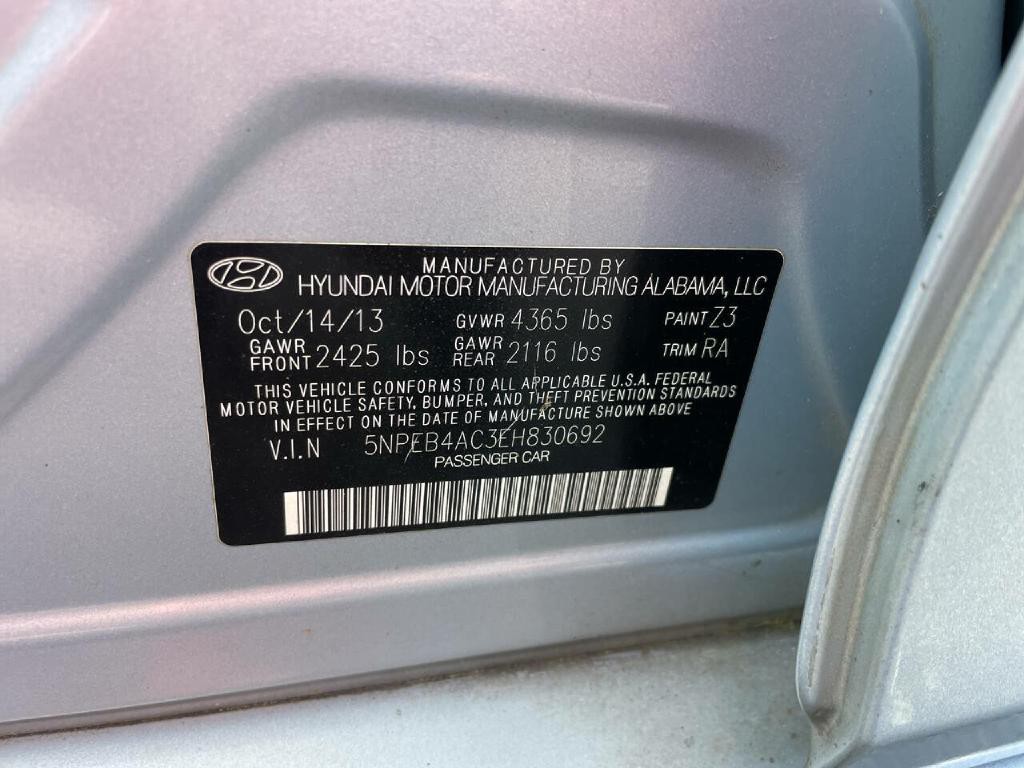 MANUFACTURED BY
HYUNDAI MOTOR MANUFACTURING ALABAMA, LLC
Oct/14/13 GVWR 4365 lbs PAINT Z3
GAWR FRONT 2425 lbs GAWR REAR 2116 lbs TRIM RA
THIS VEHICLE CONFORMS TO ALL APPLICABLE U.S.A. FEDERAL
MOTOR VEHICLE SAFETY, BUMPER, AND THEFT PREVENTION STANDARDS
IN EFFECT ON THE DATE OF MANUFACTURE SHOWN ABOVE
V.I.N 5NPEB4AC3EH830692
PASSENGER CAR